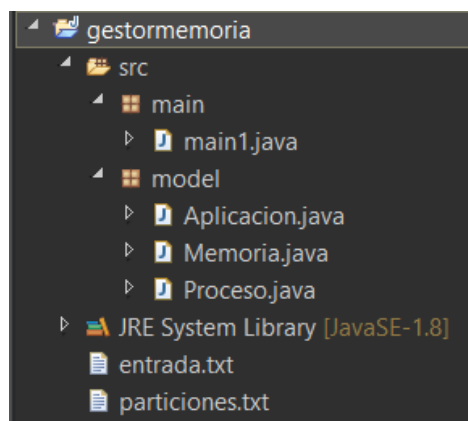 gestormemoria
src
main
main1.java
model
Aplicacion.java
Memoria.java
Proceso.java
JRE System Library [JavaSE-1.8]
entrada.txt
particiones.txt